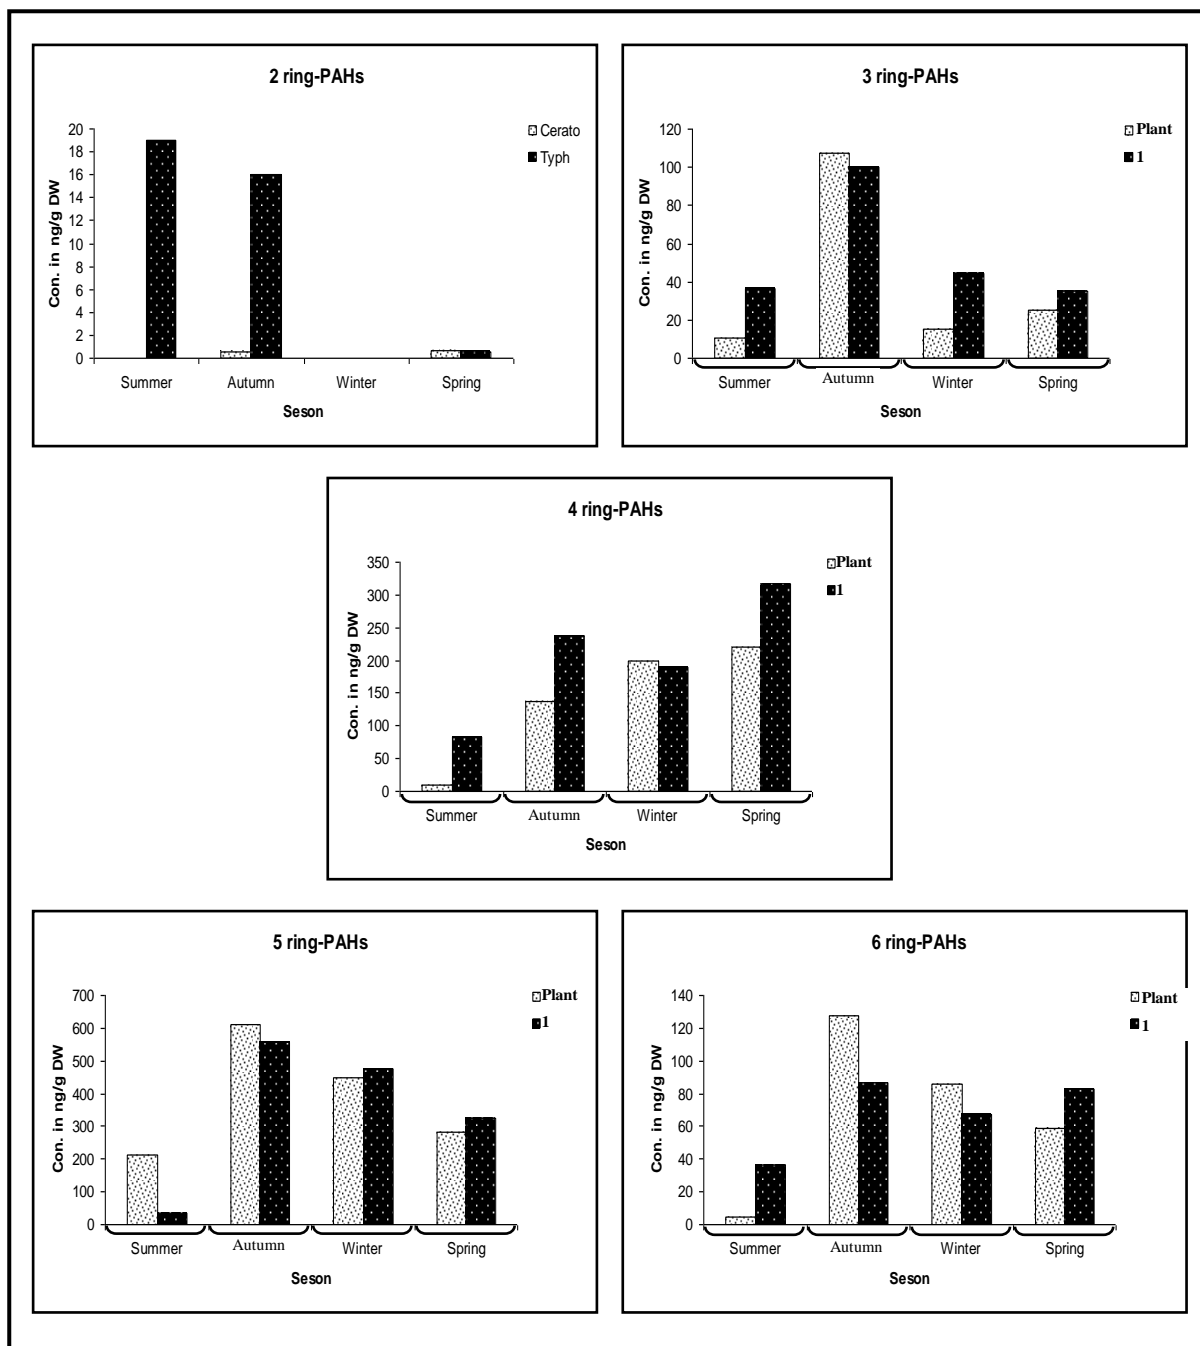 2 ring-PAHs
Con. in ng/g DW
20
18
16
14
12
10
8
6
4
2
0
Summer Autumn Winter Spring
Seson
Cerato
Typh
3 ring-PAHs
Con. in ng/g DW
120
100
80
60
40
20
0
Summer Autumn Winter Spring
Seson
Plant
1
4 ring-PAHs
Con. in ng/g DW
350
300
250
200
150
100
50
0
Summer Autumn Winter Spring
Seson
Plant
1
5 ring-PAHs
Con. in ng/g DW
700
600
500
400
300
200
100
0
Summer Autumn Winter Spring
Seson
Plant
1
6 ring-PAHs
Con. in ng/g DW
140
120
100
80
60
40
20
0
Summer Autumn Winter Spring
Seson
Plant
1